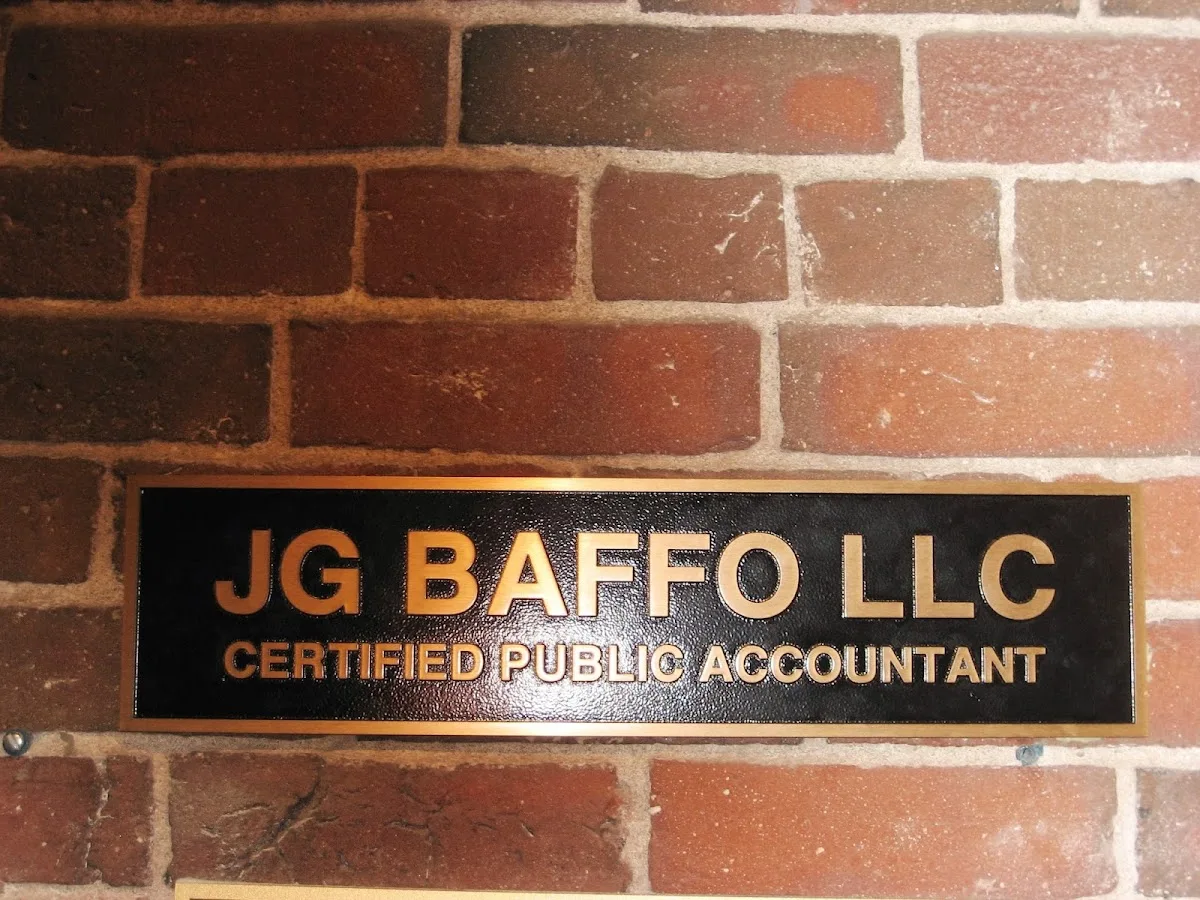 JG BAFFO LLC
CERTIFIED PUBLIC ACCOUNTANT